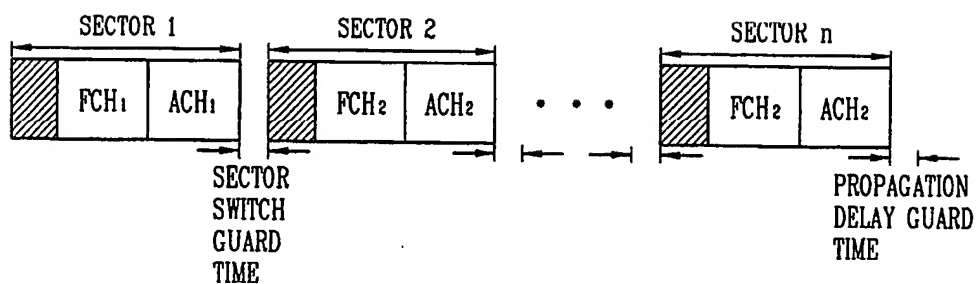 SECTOR 1
SECTOR 2
SECTOR n
FCH₁ ACH₁
FCH₂ ACH₂
• • •
FCH₂ ACH₂
SECTOR
SWITCH
GUARD
TIME
PROPAGATION
DELAY GUARD
TIME